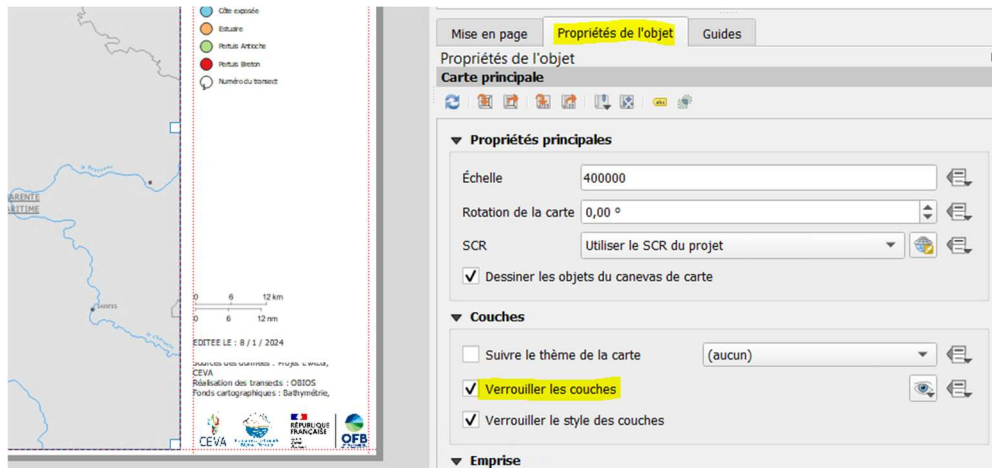 Côte exposée
Estuaire
Pertuis Antioche
Pertuis Breton
Numéro du transect
ARENTE
RITIME
SAINTES
0 6 12 km
0 6 12 nm
EDITEE LE : 8 / 1 / 2024
CEVA
Réalisation des transects : OBIOS
Fonds cartographiques : Bathymétrie,
CEVA
RÉPUBLIQUE
FRANÇAISE
OFB
Mise en page
Propriétés de l'objet
Guides
Propriétés de l'objet
Carte principale
abc
Propriétés principales
Échelle
400000
Rotation de la carte
0,00 °
SCR
Utiliser le SCR du projet
Dessiner les objets du canevas de carte
Couches
Suivre le thème de la carte
(aucun)
Verrouiller les couches
Verrouiller le style des couches
Emprise